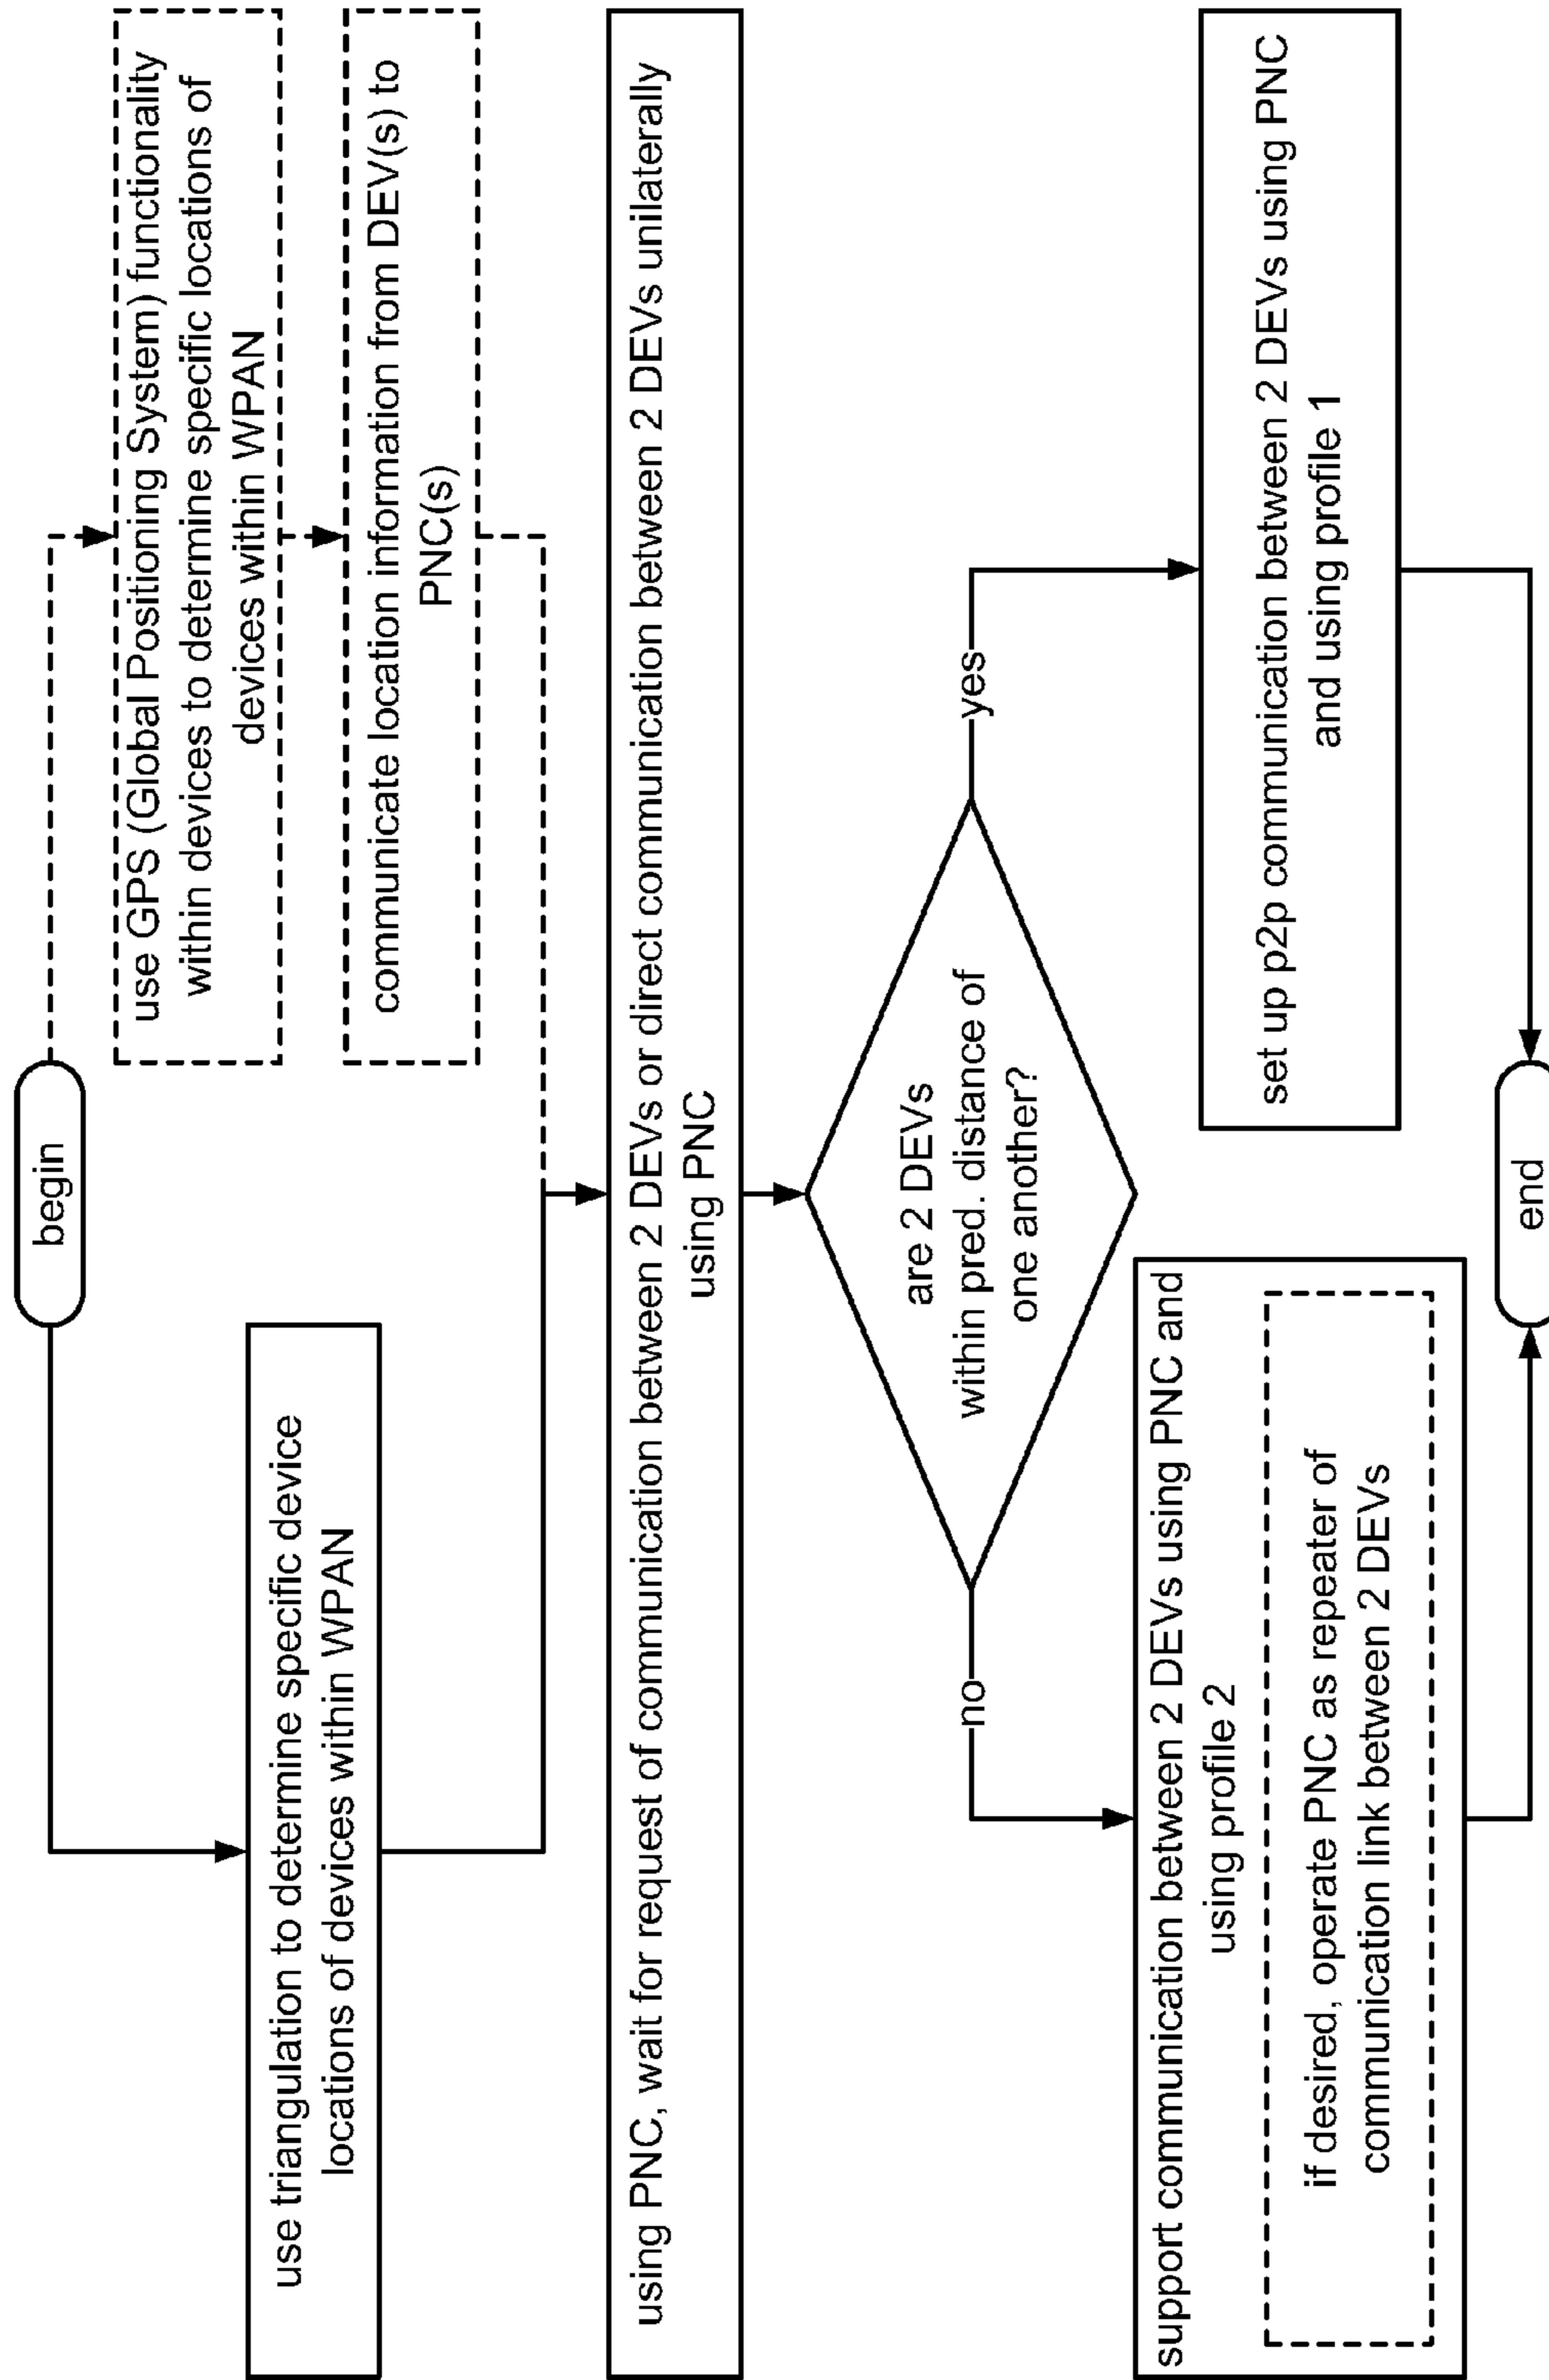 begin
use triangulation to determine specific device
locations of devices within WPAN
use GPS (Global Positioning System) functionality
within devices to determine specific locations of
devices within WPAN
communicate location information from DEV(s) to
PNC(s)
using PNC, wait for request of communication between 2 DEVs or direct communication between 2 DEVs unilaterally
using PNC
are 2 DEVs
within pred. distance of
one another?
no
yes
support communication between 2 DEVs using PNC and
using profile 2
if desired, operate PNC as repeater of
communication link between 2 DEVs
set up p2p communication between 2 DEVs using PNC
and using profile 1
end